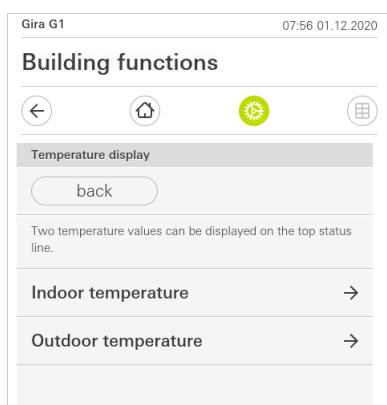 Gira G1 07:56 01.12.2020
Building functions
Temperature display
back
Two temperature values can be displayed on the top status
line.
Indoor temperature
Outdoor temperature